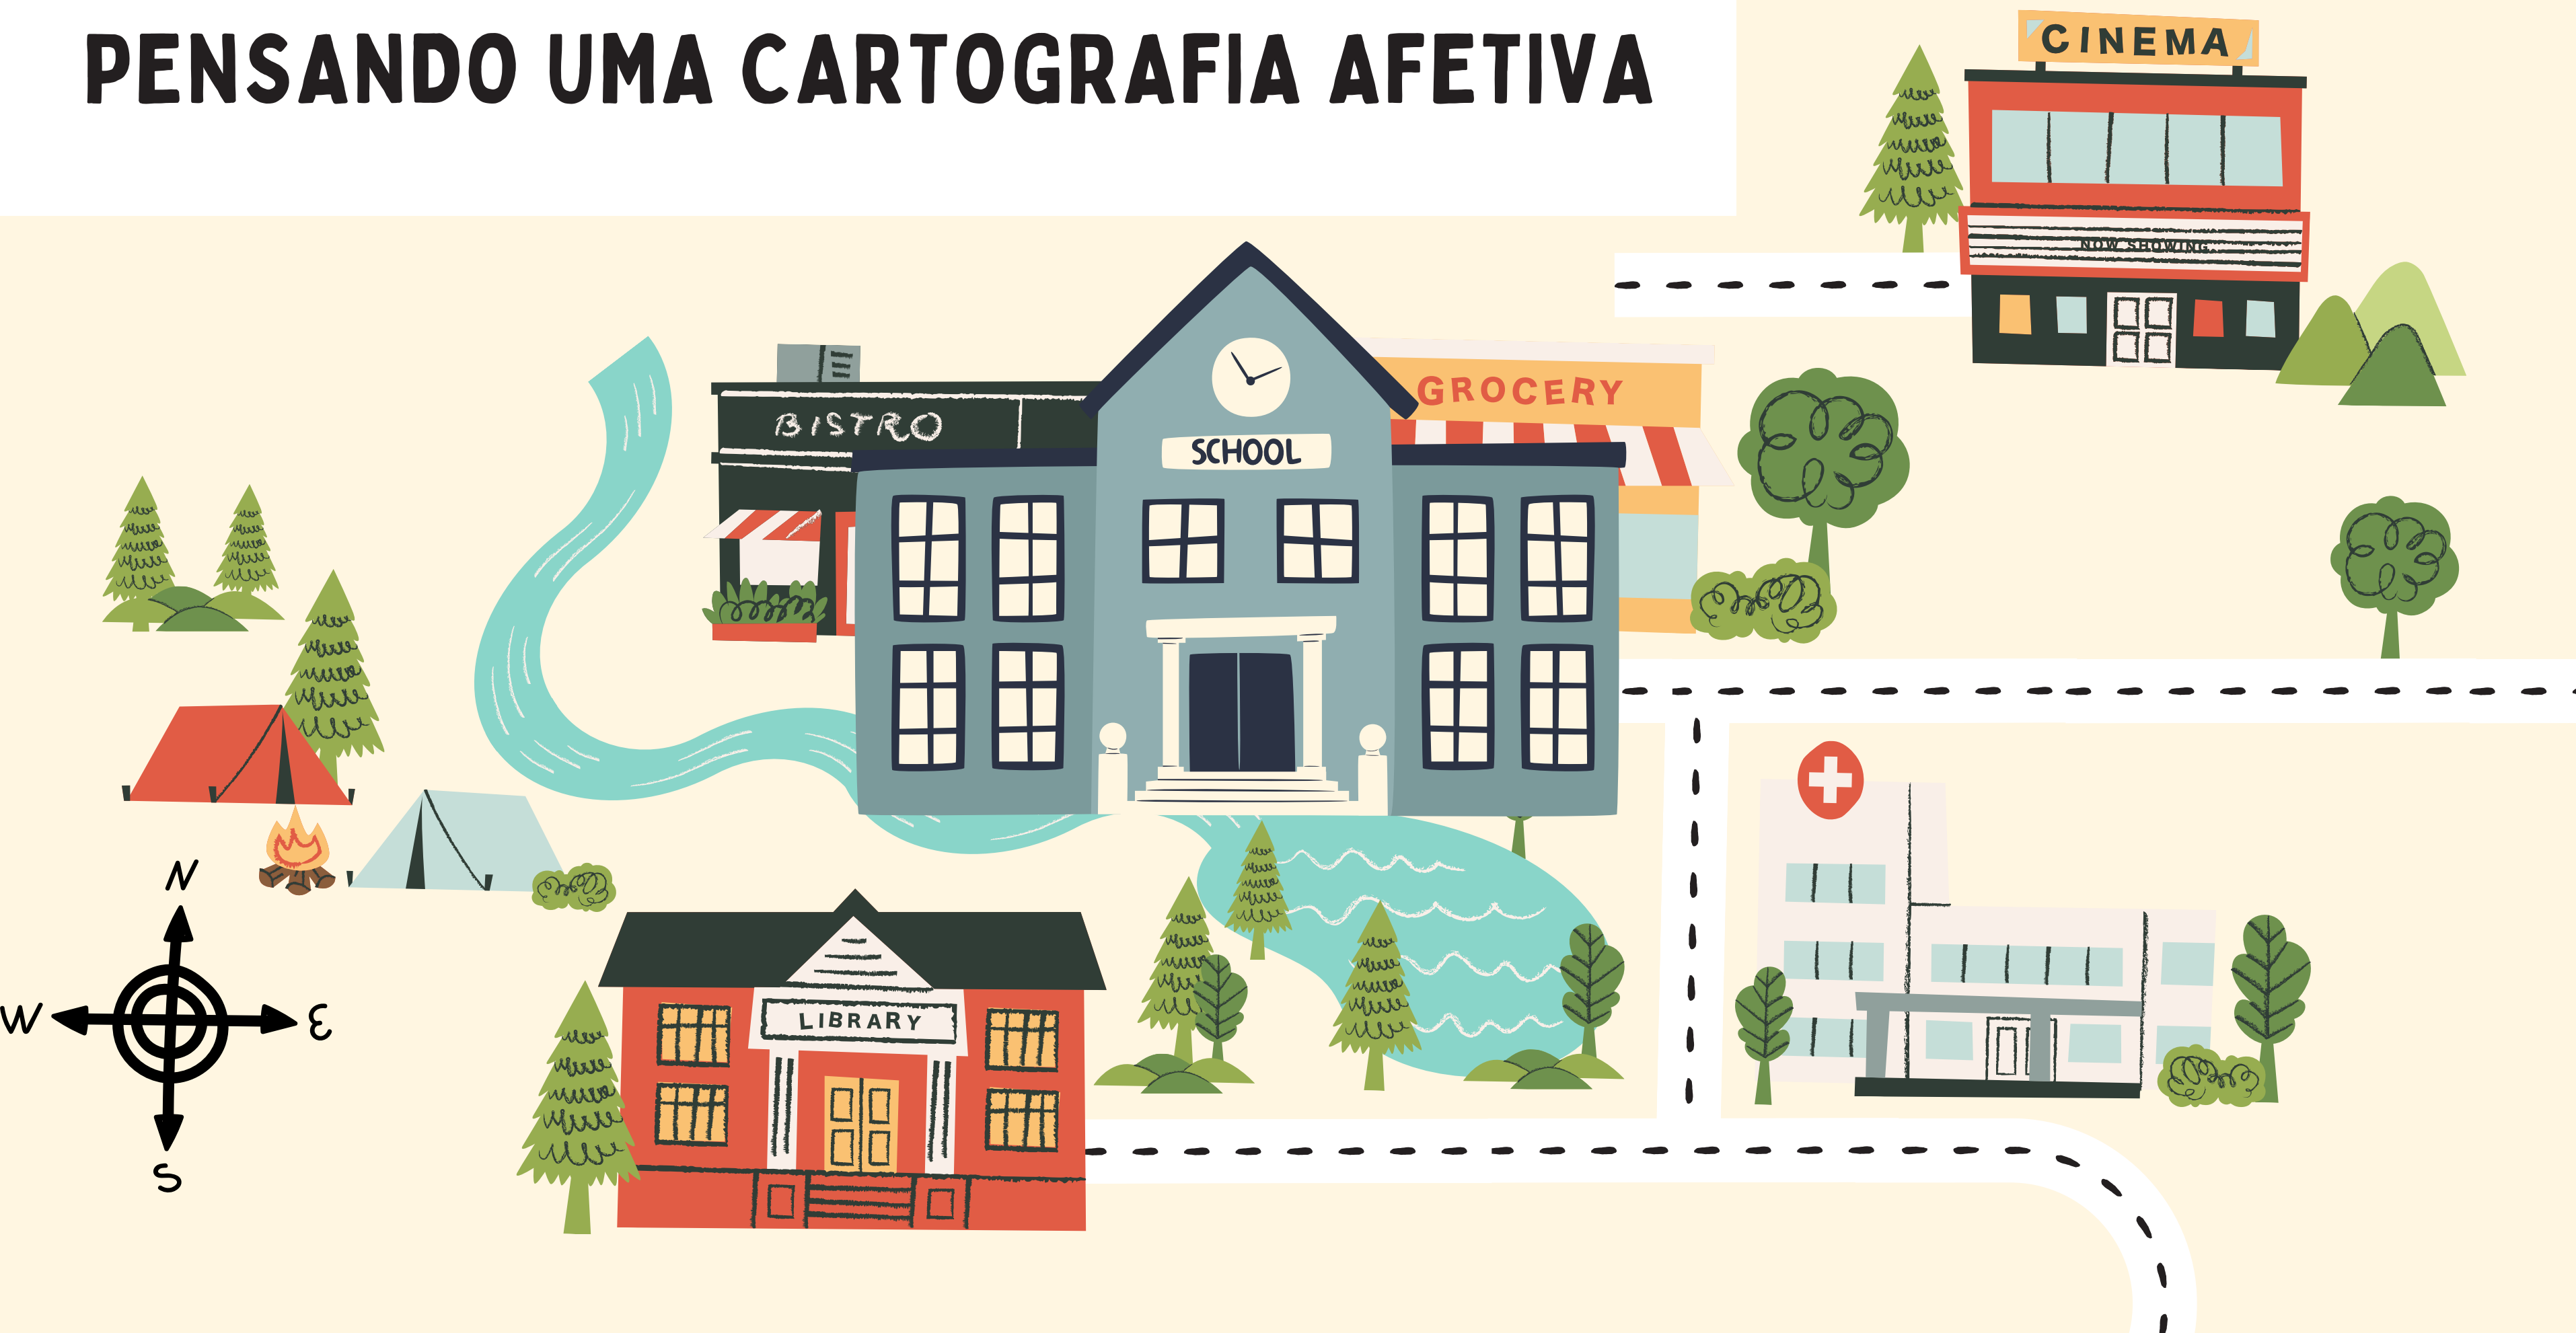 PENSANDO UMA CARTOGRAFIA AFETIVA
CINEMA
NOW SHOWING
BISTRO
GROCERY
SCHOOL
N
W
E
S
LIBRARY